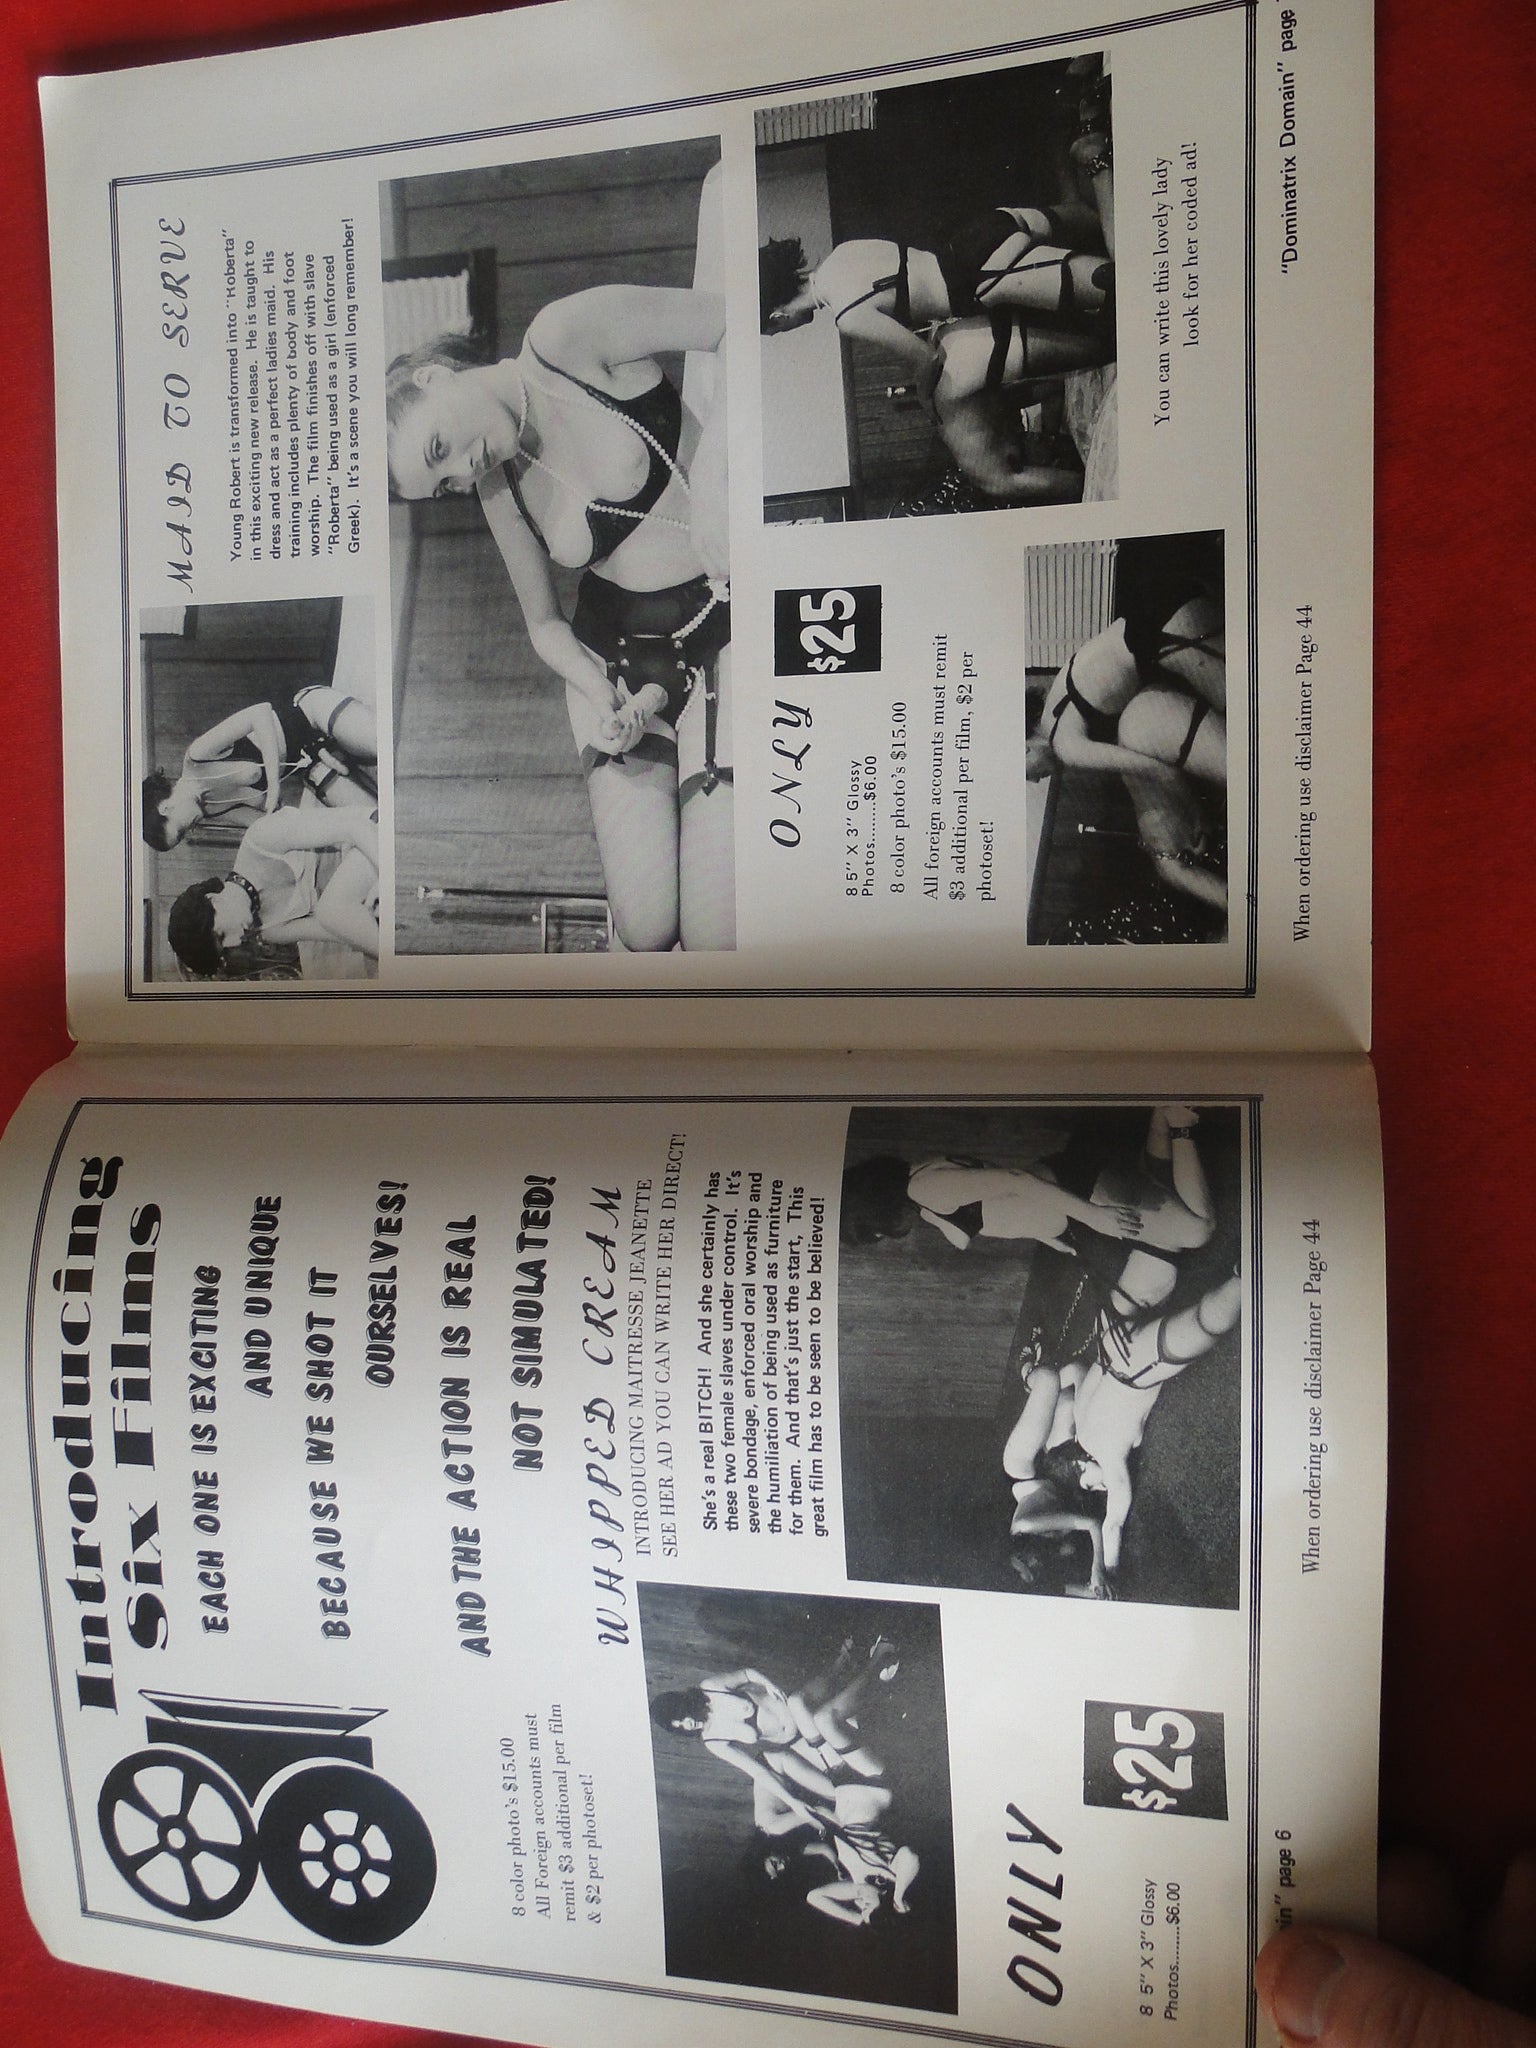 Introducing
Six Films
EACH ONE IS EXCITING
AND UNIQUE
BECAUSE WE SHOT IT
OURSELVES!
AND THE ACTION IS REAL
NOT SIMULATED!
8 color photo's $15.00
All Foreign accounts must
remit $3 additional per film
& $2 per photoset!
WHIPPED CREAM
INTRODUCING MAITRESSE JEANETTE
SEE HER AD YOU CAN WRITE HER DIRECT!
She's a real BITCH! And she certainly has
these two female slaves under control. It's
severe bondage, enforced oral worship and
the humiliation of being used as furniture
for them. And that's just the start, This
great film has to be seen to be believed!
ONLY
$25
8 5" X 3" Glossy
Photos........$6.00
in" page 6
When ordering use disclaimer Page 44
MAID TO SERVE
Young Robert is transformed into "Roberta"
in this exciting new release. He is taught to
dress and act as a perfect ladies maid. His
training includes plenty of body and foot
worship. The film finishes off with slave
"Roberta" being used as a girl (enforced
Greek). It's a scene you will long remember!
ONLY
$25
8 5" X 3" Glossy
Photos........$6.00
8 color photo's $15.00
All foreign accounts must remit
$3 additional per film, $2 per
photoset!
You can write this lovely lady
look for her coded ad!
When ordering use disclaimer Page 44
"Dominatrix Domain" page